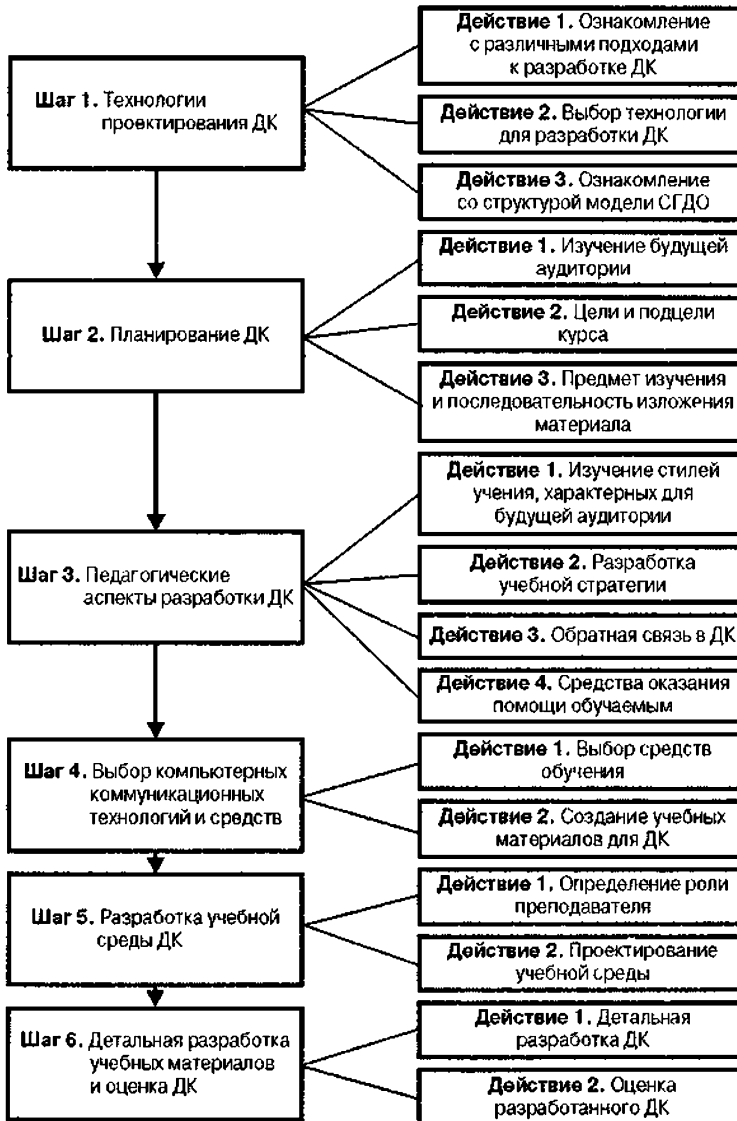 Шаг 1. Технологии
проектирования ДК
Действие 1. Ознакомление
с различными подходами
к разработке ДК
Действие 2. Выбор технологии
для разработки ДК
Действие 3. Ознакомление
со структурой модели СГДО
Шаг 2. Планирование ДК
Действие 1. Изучение будущей
аудитории
Действие 2. Цели и подцели
курса
Действие 3. Предмет изучения
и последовательность изложения
материала
Шаг 3. Педагогические
аспекты разработки ДК
Действие 1. Изучение стилей
учения, характерных для
будущей аудитории
Действие 2. Разработка
учебной стратегии
Действие 3. Обратная связь в ДК
Действие 4. Средства оказания
помощи обучаемым
Шаг 4. Выбор компьютерных
коммуникационных
технологий и средств
Действие 1. Выбор средств
обучения
Действие 2. Создание учебных
материалов для ДК
Шаг 5. Разработка учебной
среды ДК
Действие 1. Определение роли
преподавателя
Действие 2. Проектирование
учебной среды
Шаг 6. Детальная разработка
учебных материалов
и оценка ДК
Действие 1. Детальная
разработка ДК
Действие 2. Оценка
разработанного ДК